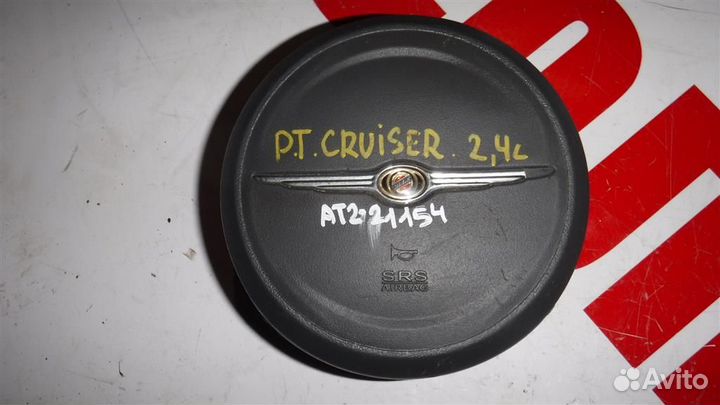 P.T. CRUISER. 2,4L
AT2-21154
SRS
AIRBAG
Avito